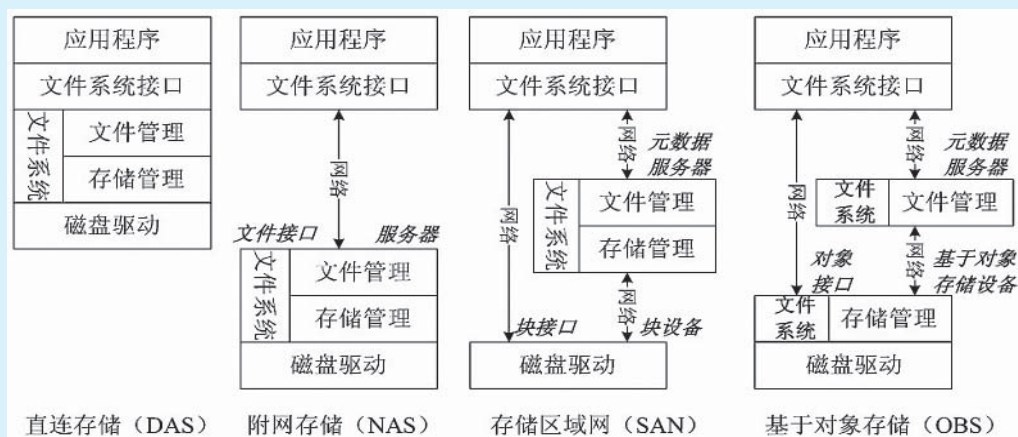 应用程序
文件系统接口
文件系统
文件管理
存储管理
磁盘驱动
直连存储（DAS）
应用程序
文件系统接口
网络
文件接口
服务器
文件系统
文件管理
存储管理
磁盘驱动
附网存储（NAS）
应用程序
文件系统接口
网络
网络
元数据
服务器
文件系统
文件管理
存储管理
网络
块接口
块设备
磁盘驱动
存储区域网（SAN）
应用程序
文件系统接口
网络
网络
元数据
服务器
文件
系统
文件管理
网络
对象
接口
基于对象
存储设备
文件
系统
存储管理
磁盘驱动
基于对象存储（OBS）